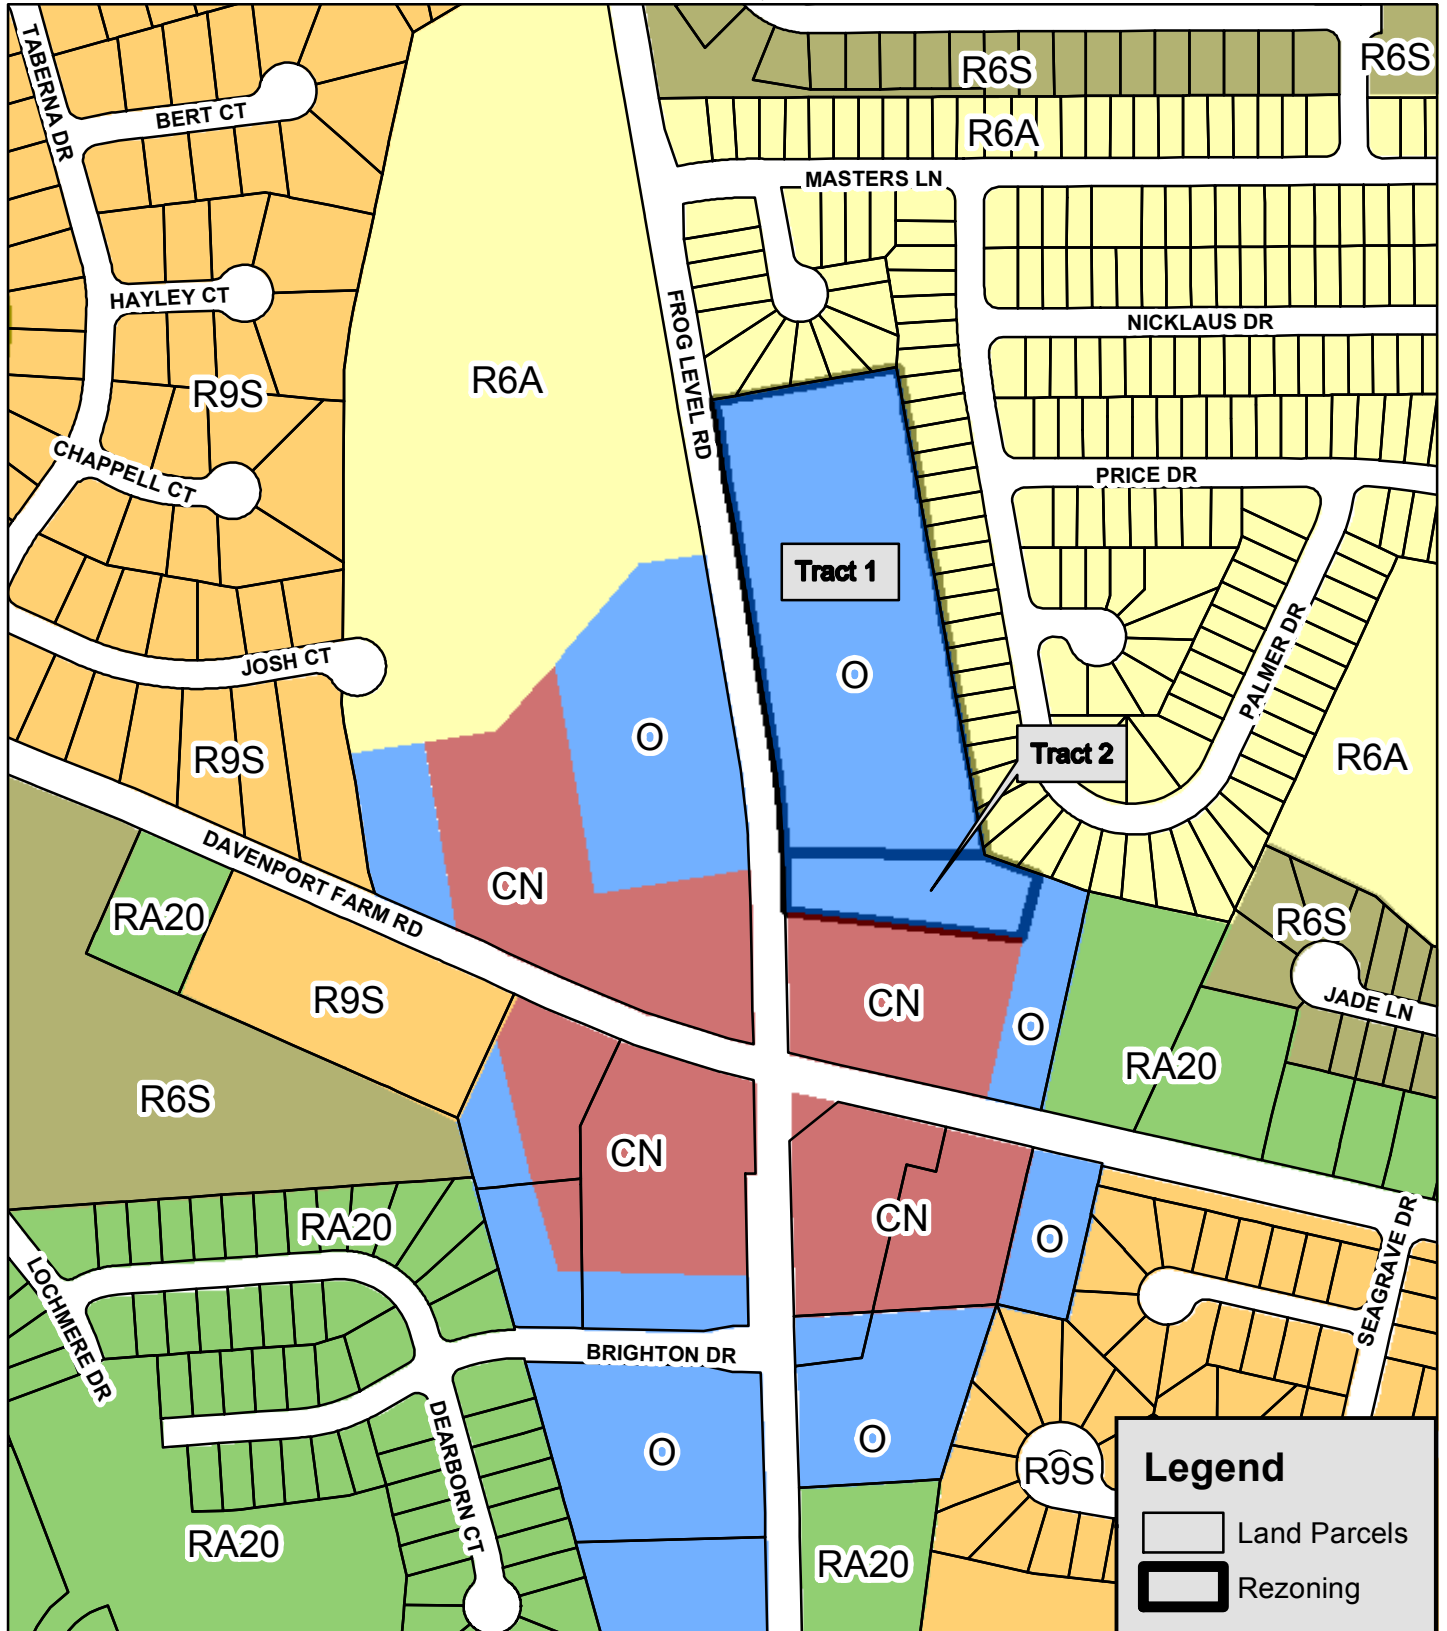 TABERNA DR
BERT CT
R6S
R6S
R6A
MASTERS LN
HAYLEY CT
FROG LEVEL RD
NICKLAUS DR
R9S
R6A
CHAPPELL CT
PRICE DR
Tract 1
PALMER DR
JOSH CT
O
O
Tract 2
R9S
R6A
DAVENPORT FARM RD
CN
RA20
R6S
R9S
CN
O
JADE LN
RA20
R6S
CN
RA20
CN
O
SEAGRAVE DR
LOCHMERE DR
BRIGHTON DR
DEARBORN CT
O
O
R9S
RA20
RA20
Legend
Land Parcels
Rezoning